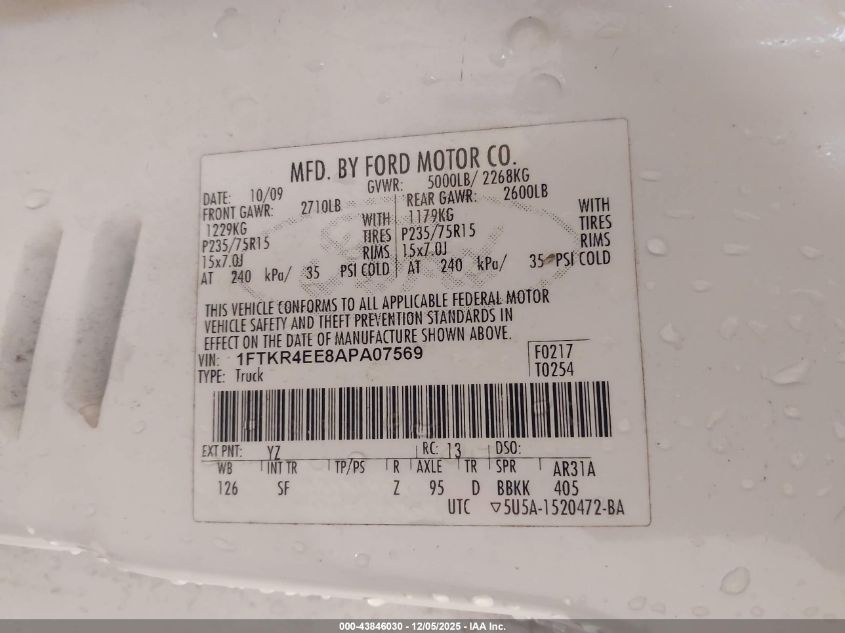 MFD. BY FORD MOTOR CO.
DATE: 10/09 GVWR: 5000LB/ 2268KG
FRONT GAWR: 2710LB REAR GAWR: 2600LB
1229KG WITH 1179KG WITH
P235/75R15 TIRES P235/75R15 TIRES
15x7.0J RIMS 15x7.0J RIMS
AT 240 kPa/ 35 PSI COLD AT 240 kPa/ 35 PSI COLD
THIS VEHICLE CONFORMS TO ALL APPLICABLE FEDERAL MOTOR
VEHICLE SAFETY AND THEFT PREVENTION STANDARDS IN
EFFECT ON THE DATE OF MANUFACTURE SHOWN ABOVE.
VIN: 1FTKR4EE8APA07569 F0217
TYPE: Truck T0254
EXT PNT: YZ RC: 13 DSO:
WB INT TR TP/PS R AXLE TR SPR AR31A
126 SF Z 95 D BBKK 405
UTC ▽5U5A-1520472-BA
000-43846030 - 12/05/2025 - IAA Inc.